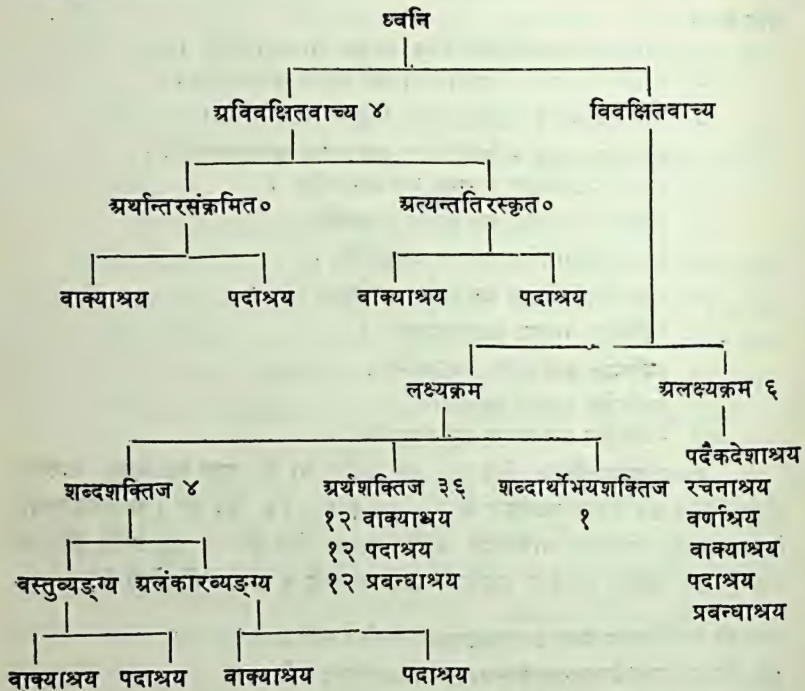 ध्वनि
अविवक्षितवाच्य ४ विवक्षितवाच्य
अर्थान्तरसंक्रमित० अत्यन्ततिरस्कृत०
वाक्याश्रय पदाश्रय वाक्याश्रय पदाश्रय
लक्ष्यक्रम अलक्ष्यक्रम ६
शब्दशक्तिज ४ अर्थशक्तिज ३६ शब्दार्थोभयशक्तिज १
१२ वाक्याश्रय
१२ पदाश्रय
१२ प्रबन्धाश्रय
पदैकदेशाश्रय
रचनाश्रय
वर्णाश्रय
वाक्याश्रय
पदाश्रय
प्रबन्धाश्रय
वस्तुव्यङ्ग्य अलंकारव्यङ्ग्य
वाक्याश्रय पदाश्रय वाक्याश्रय पदाश्रय